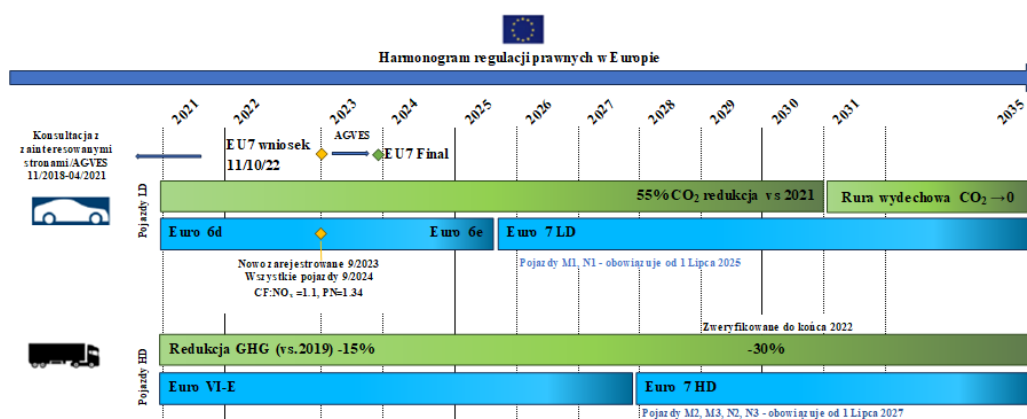 Harmonogram regulacji prawnych w Europie
2021 2022 2023 2024 2025 2026 2027 2028 2029 2030 2031 2035
Konsultacja z
zainteresowanymi
stronami/AGVES
11/2018-04/2021
EU7 wniosek
11/10/22
AGVES
EU7 Final
Pojazdy LD
55%CO₂ redukcja vs 2021
Rura wydechowa CO₂ →0
Euro 6d
Euro 6e
Euro 7 LD
Nowo zarejestrowane 9/2023
Wszystkie pojazdy 9/2024
CF:NOₓ =1.1, PN=1.34
Pojazdy M1, N1 - obowiązuje od 1 Lipca 2025
Zweryfikowane do końca 2022
Pojazdy HD
Redukcja GHG (vs.2019) -15%
-30%
Euro VI-E
Euro 7 HD
Pojazdy M2, M3, N2, N3 - obowiązuje od 1 Lipca 2027